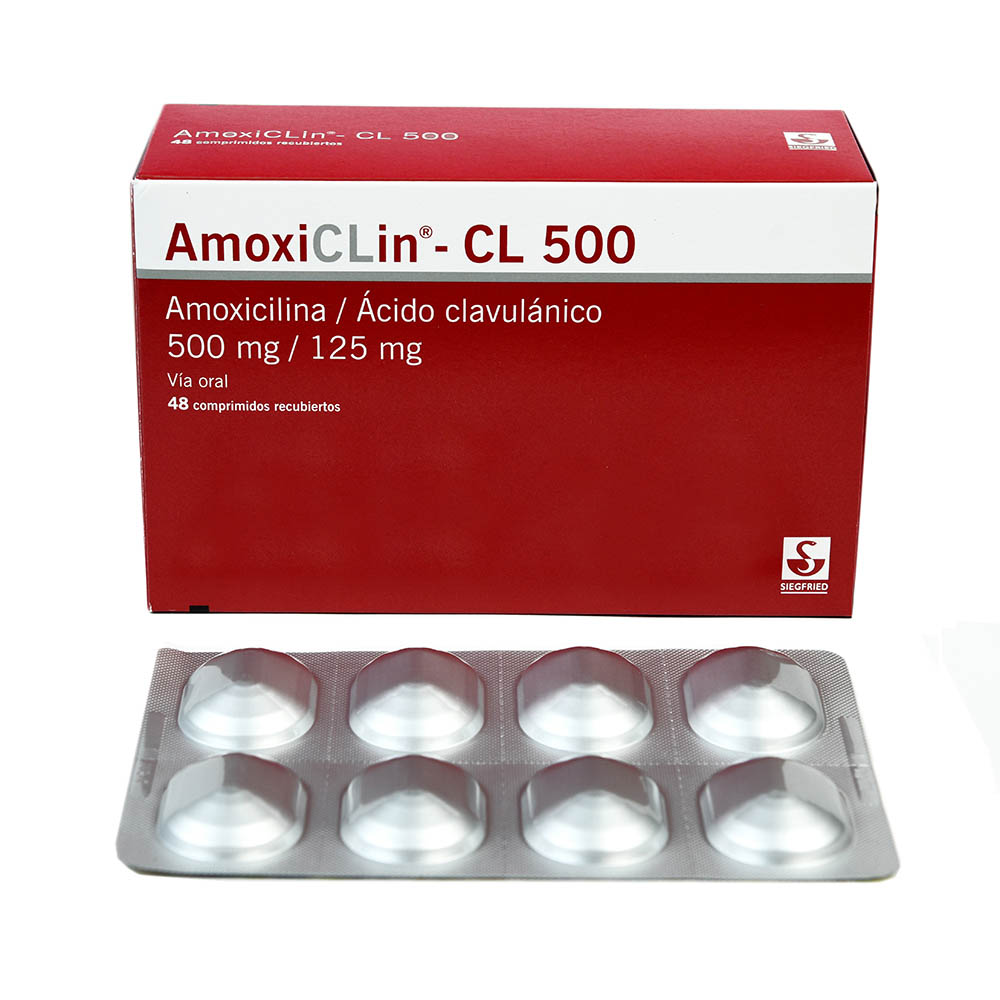 AmoxiCLin®- CL 500
48 comprimidos recubiertos
SIEGFRIED
AmoxiCLin®- CL 500
Amoxicilina / Ácido clavulánico
500 mg / 125 mg
Vía oral
48 comprimidos recubiertos
SIEGFRIED